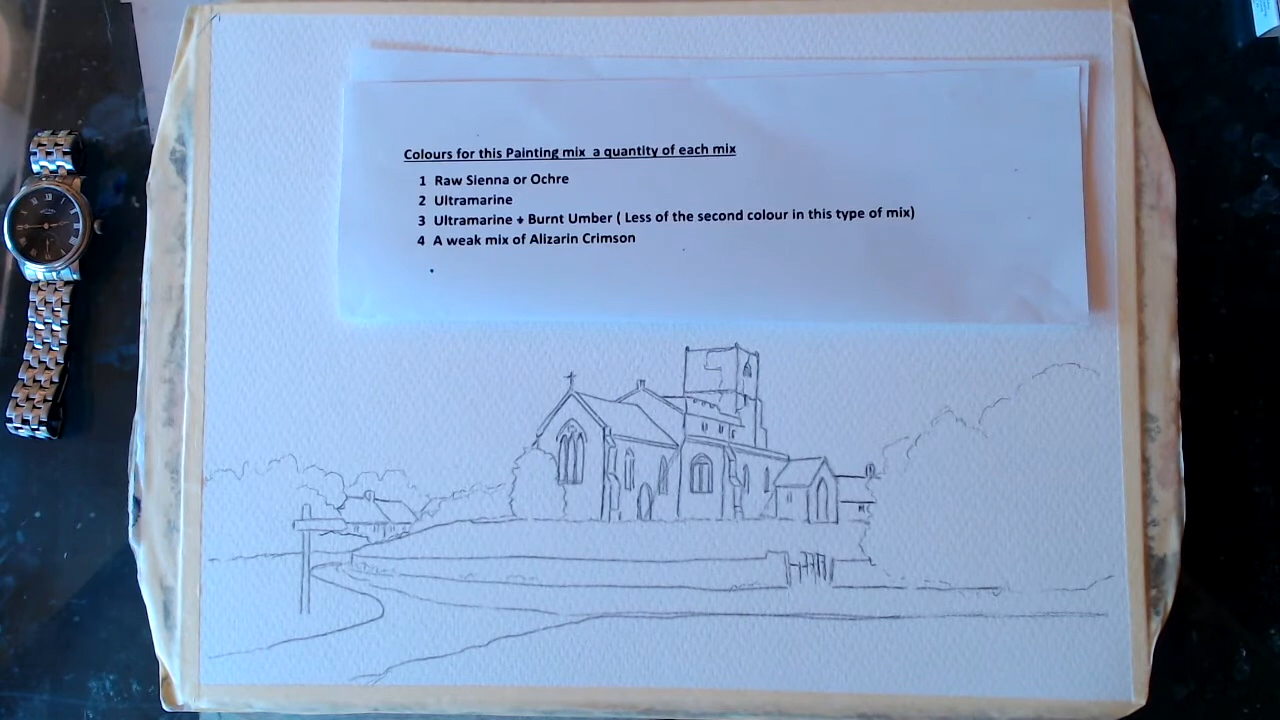 Colours for this Painting mix a quantity of each mix
1 Raw Sienna or Ochre
2 Ultramarine
3 Ultramarine + Burnt Umber ( Less of the second colour in this type of mix)
4 A weak mix of Alizarin Crimson